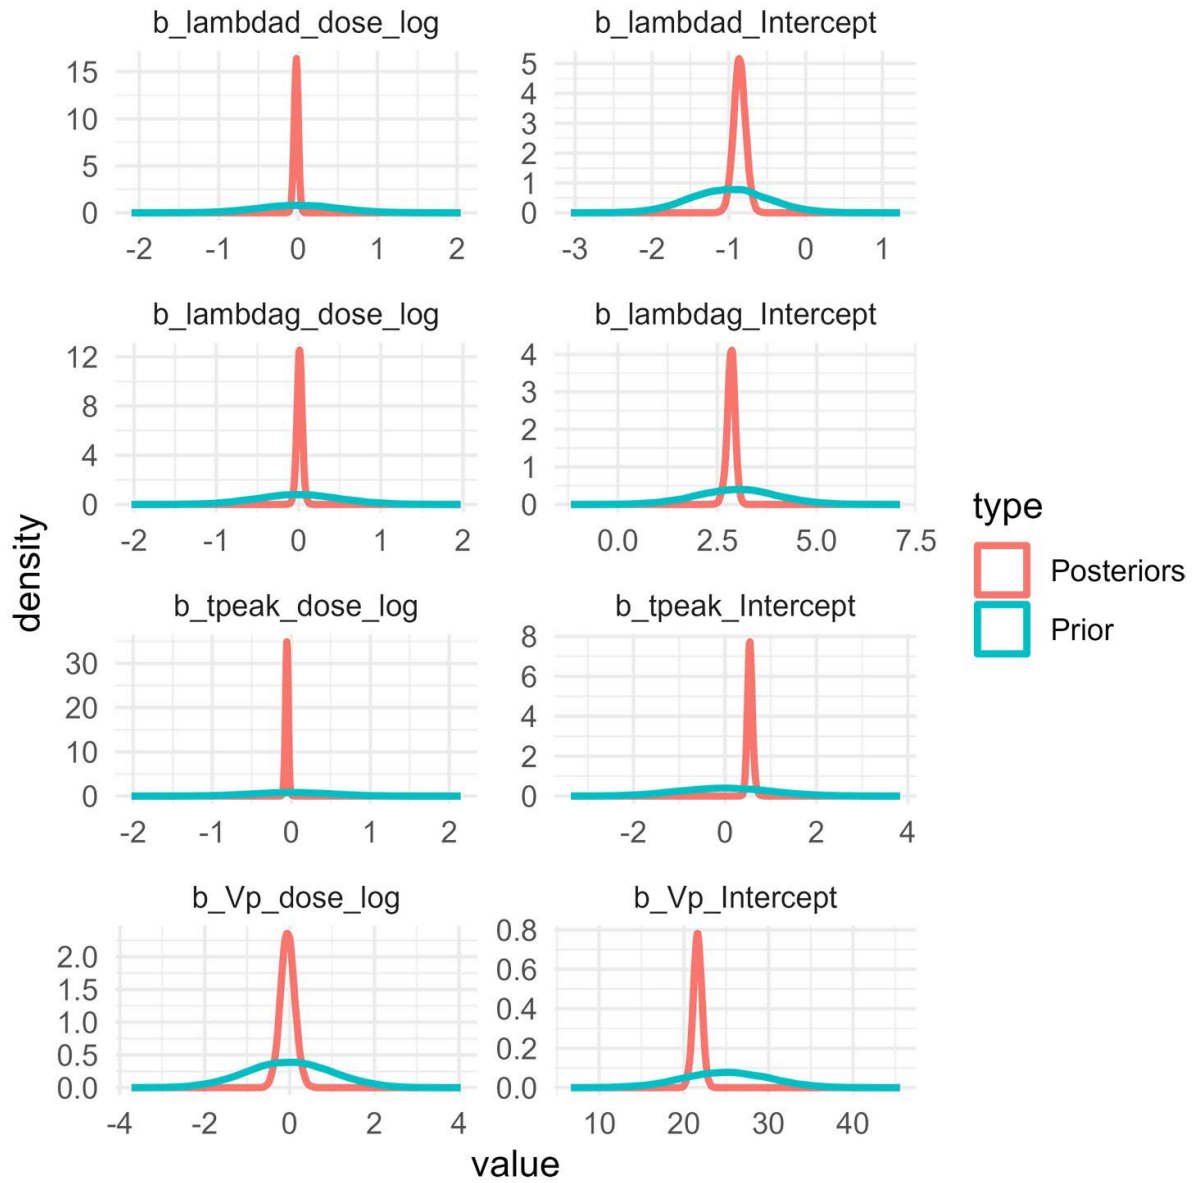 b_lambdad_dose_log
15
10
5
0
-2 -1 0 1 2
b_lambdad_Intercept
5
4
3
2
1
0
-3 -2 -1 0 1
b_lambdag_dose_log
12
8
4
0
-2 -1 0 1 2
b_lambdag_Intercept
4
3
2
1
0
0.0 2.5 5.0 7.5
b_tpeak_dose_log
30
20
10
0
-2 -1 0 1 2
b_tpeak_Intercept
8
6
4
2
0
-2 0 2 4
b_Vp_dose_log
2.0
1.5
1.0
0.5
0.0
-4 -2 0 2 4
b_Vp_Intercept
0.8
0.6
0.4
0.2
0.0
10 20 30 40
density
value
type
Posteriors
Prior